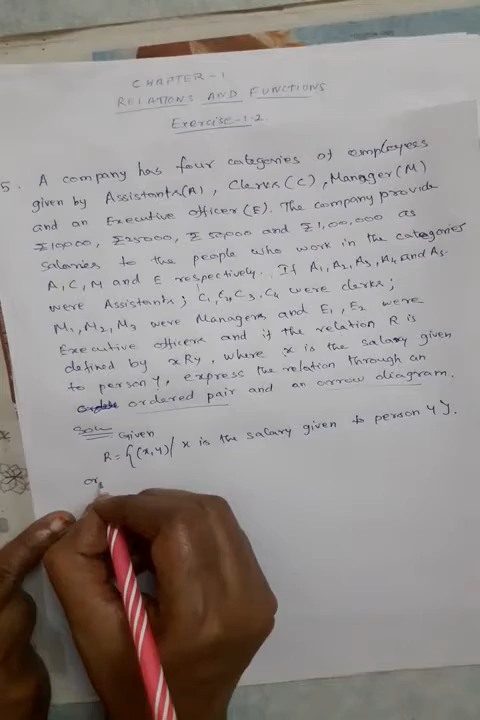 CHAPTER-1
RELATIONS AND FUNCTIONS
Exercise-1.2.
5. A company has four categories of employees
given by Assistants(A), Clerks(C), Manager(M)
and an Executive officer(E). The company provide
₹10,000, ₹25000, ₹50,000 and ₹1,00,000 as
salaries to the people who work in the categories
A, C, M and E respectively. If A₁, A₂, A₃, A₄ and A₅
were Assistants; C₁, C₂, C₃, C₄ were clerks;
M₁, M₂, M₃ were Managers and E₁, E₂ were
Executive officers and if the relation R is
defined by xRy, where x is the salary given
to person y, express the relation through an
ordered pair and an arrow diagram.
Soln Given
R = {(x,y)/ x is the salary given to person y}.